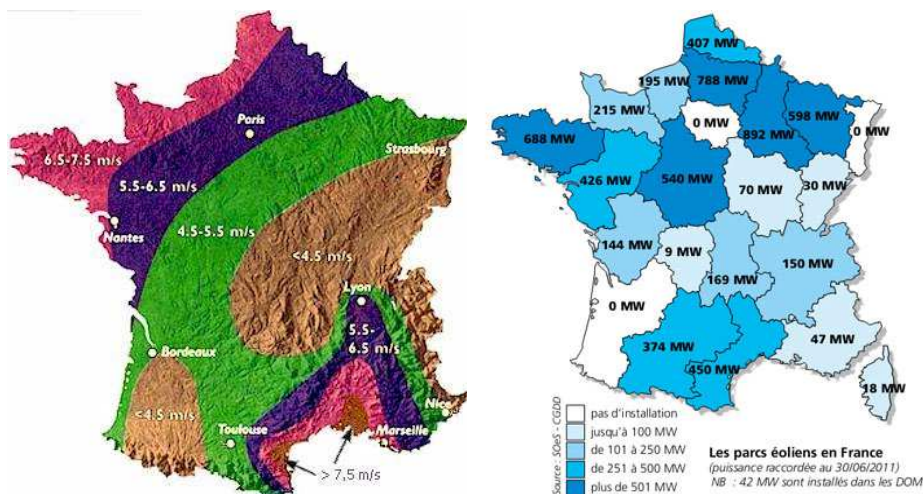 Paris
Strasbourg
6.5-7.5 m/s
5.5-6.5 m/s
Nantes
4.5-5.5 m/s
<4.5 m/s
Lyon
5.5-
6.5 m/s
Bordeaux
<4.5 m/s
Nice
Toulouse
Marseille
> 7,5 m/s
407 MW
195 MW
788 MW
215 MW
598 MW
0 MW
0 MW
688 MW
892 MW
426 MW
540 MW
70 MW
30 MW
144 MW
9 MW
150 MW
169 MW
0 MW
47 MW
374 MW
450 MW
18 MW
Source : SOeS - CGDD
pas d'installation
jusqu'à 100 MW
de 101 à 250 MW
de 251 à 500 MW
plus de 501 MW
Les parcs éoliens en France
(puissance raccordée au 30/06/2011)
NB : 42 MW sont installés dans les DOM